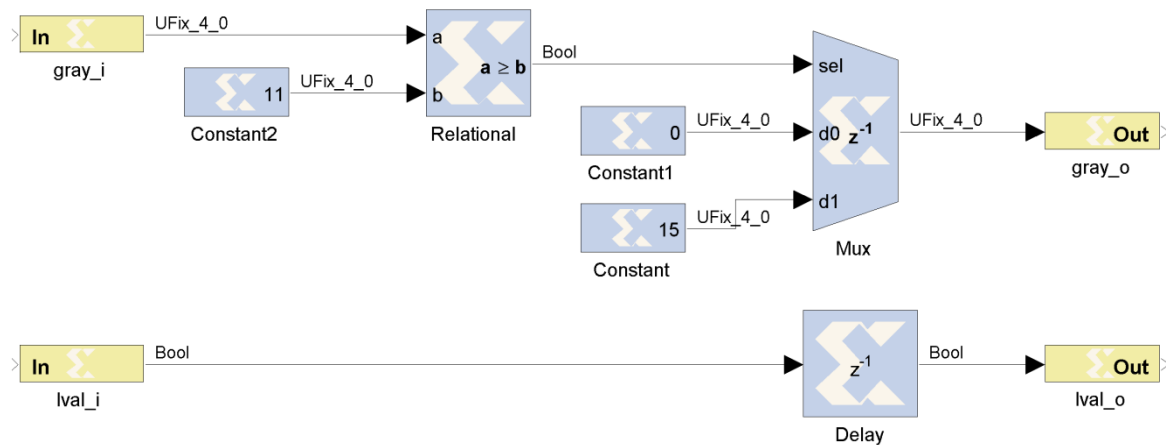 UFix_4_0
In
gray_i
a
b
a ≥ b
Relational
Bool
11
UFix_4_0
Constant2
sel
d0
z⁻¹
d1
Mux
0
UFix_4_0
Constant1
15
UFix_4_0
Constant
UFix_4_0
Out
gray_o
In
Bool
lval_i
z⁻¹
Delay
Bool
Out
lval_o